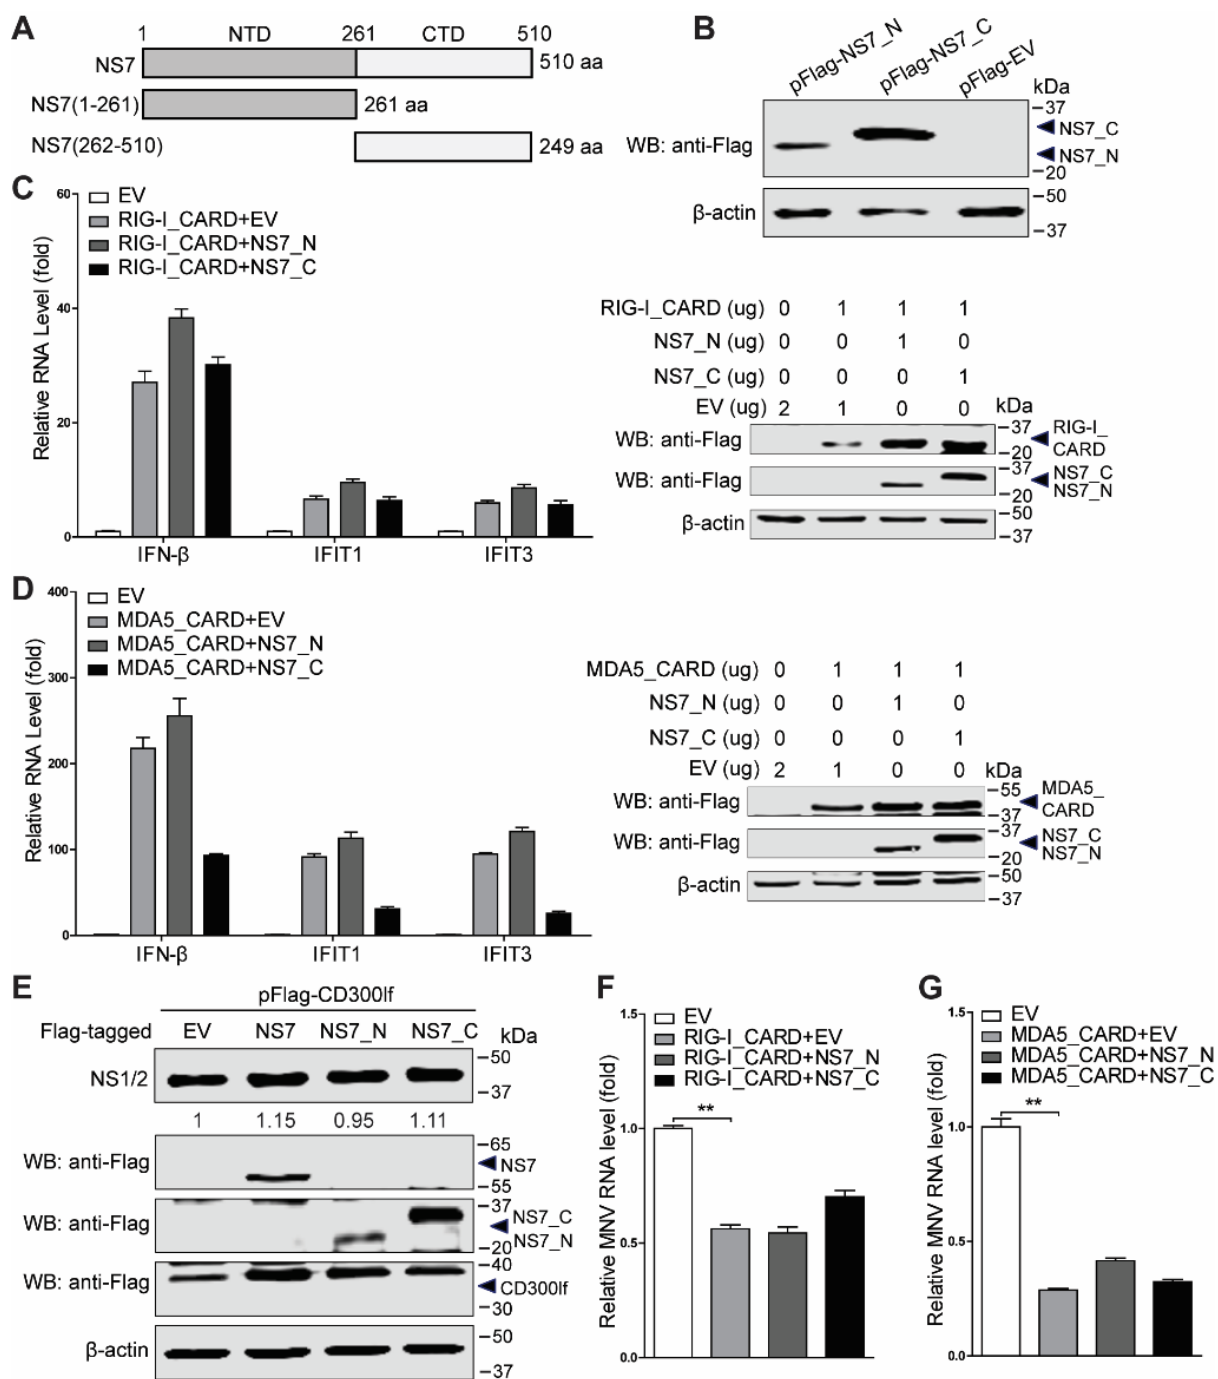 A
1 NTD 261 CTD 510
NS7 510 aa
NS7(1-261) 261 aa
NS7(262-510) 249 aa
B
pFlag-NS7_N
pFlag-NS7_C
pFlag-EV
kDa
37
NS7_C
WB: anti-Flag
NS7_N
20
50
β-actin
37
C
EV
RIG-I_CARD+EV
RIG-I_CARD+NS7_N
RIG-I_CARD+NS7_C
Relative RNA Level (fold)
60
40
20
0
IFN-β IFIT1 IFIT3
RIG-I_CARD (ug) 0 1 1 1
NS7_N (ug) 0 0 1 0
NS7_C (ug) 0 0 0 1
EV (ug) 2 1 0 0 kDa
WB: anti-Flag 37 RIG-I_
20 CARD
WB: anti-Flag 37 NS7_C
20 NS7_N
β-actin 50
37
D
EV
MDA5_CARD+EV
MDA5_CARD+NS7_N
MDA5_CARD+NS7_C
Relative RNA Level (fold)
400
300
200
100
0
IFN-β IFIT1 IFIT3
MDA5_CARD (ug) 0 1 1 1
NS7_N (ug) 0 0 1 0
NS7_C (ug) 0 0 0 1
EV (ug) 2 1 0 0 kDa
WB: anti-Flag 55 MDA5_
37 CARD
WB: anti-Flag 37 NS7_C
20 NS7_N
β-actin 50
37
E
pFlag-CD300lf
Flag-tagged EV NS7 NS7_N NS7_C kDa
50
NS1/2
37
1 1.15 0.95 1.11
65
WB: anti-Flag NS7
55
37
WB: anti-Flag NS7_C
20 NS7_N
40
WB: anti-Flag CD300lf
30
50
β-actin
37
F
EV
RIG-I_CARD+EV
RIG-I_CARD+NS7_N
RIG-I_CARD+NS7_C
**
Relative MNV RNA level (fold)
1.5
1.0
0.5
0.0
G
EV
MDA5_CARD+EV
MDA5_CARD+NS7_N
MDA5_CARD+NS7_C
**
Relative MNV RNA level (fold)
1.5
1.0
0.5
0.0